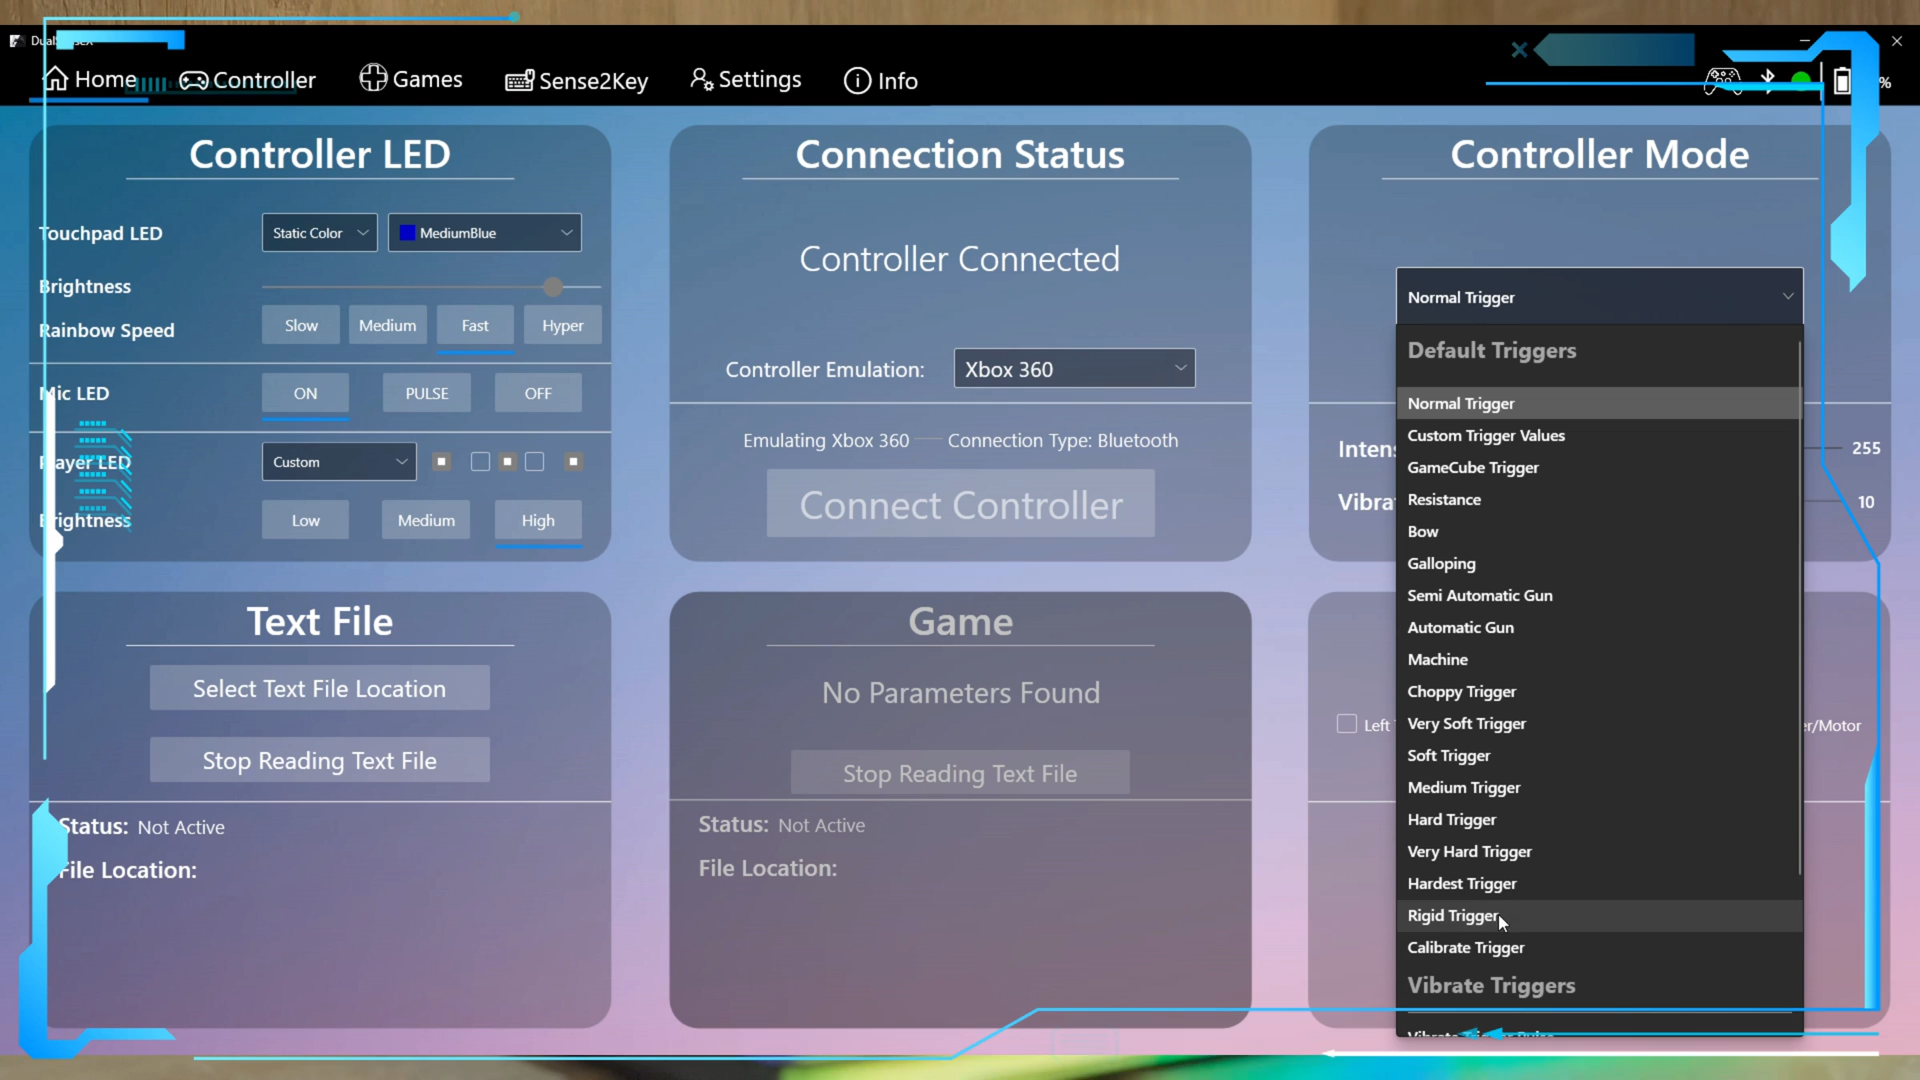 Home
Controller
Games
Sense2Key
Settings
Info
%
Controller LED
Touchpad LED
Static Color
MediumBlue
Brightness
Rainbow Speed
Slow
Medium
Fast
Hyper
Mic LED
ON
PULSE
OFF
Player LED
Custom
Brightness
Low
Medium
High
Connection Status
Controller Connected
Controller Emulation:
Xbox 360
Emulating Xbox 360
Connection Type: Bluetooth
Connect Controller
Controller Mode
Normal Trigger
255
10
Default Triggers
Normal Trigger
Custom Trigger Values
GameCube Trigger
Resistance
Bow
Galloping
Semi Automatic Gun
Automatic Gun
Machine
Choppy Trigger
Very Soft Trigger
Soft Trigger
Medium Trigger
Hard Trigger
Very Hard Trigger
Hardest Trigger
Rigid Trigger
Calibrate Trigger
Vibrate Triggers
Left
r/Motor
Text File
Select Text File Location
Stop Reading Text File
Status: Not Active
File Location:
Game
No Parameters Found
Stop Reading Text File
Status: Not Active
File Location: